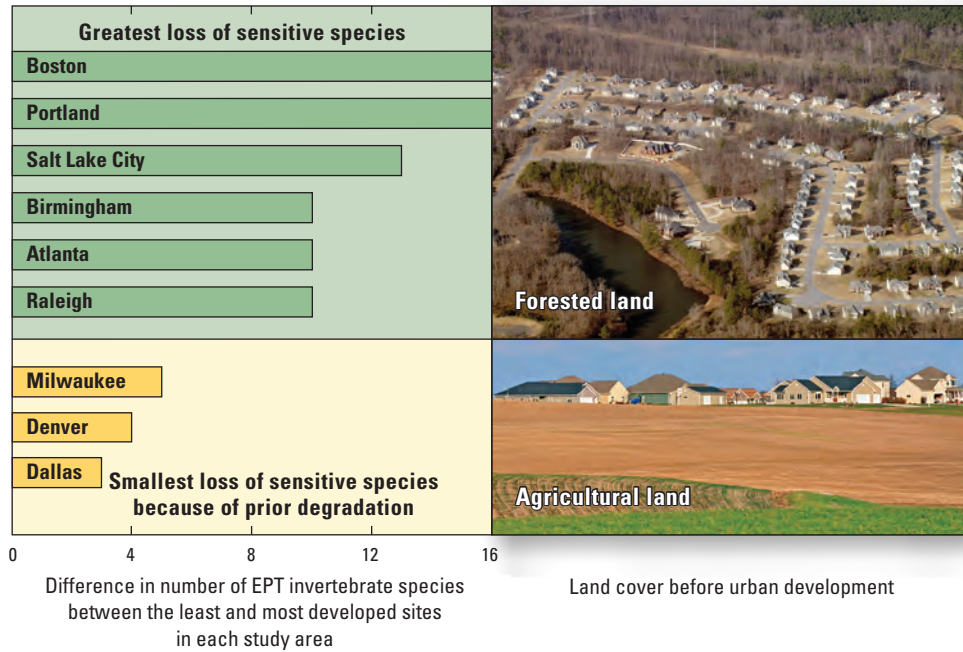 Greatest loss of sensitive species
Boston
Portland
Salt Lake City
Birmingham
Atlanta
Raleigh
Forested land
Milwaukee
Denver
Dallas
Smallest loss of sensitive species
because of prior degradation
Agricultural land
0 4 8 12 16
Difference in number of EPT invertebrate species
between the least and most developed sites
in each study area
Land cover before urban development